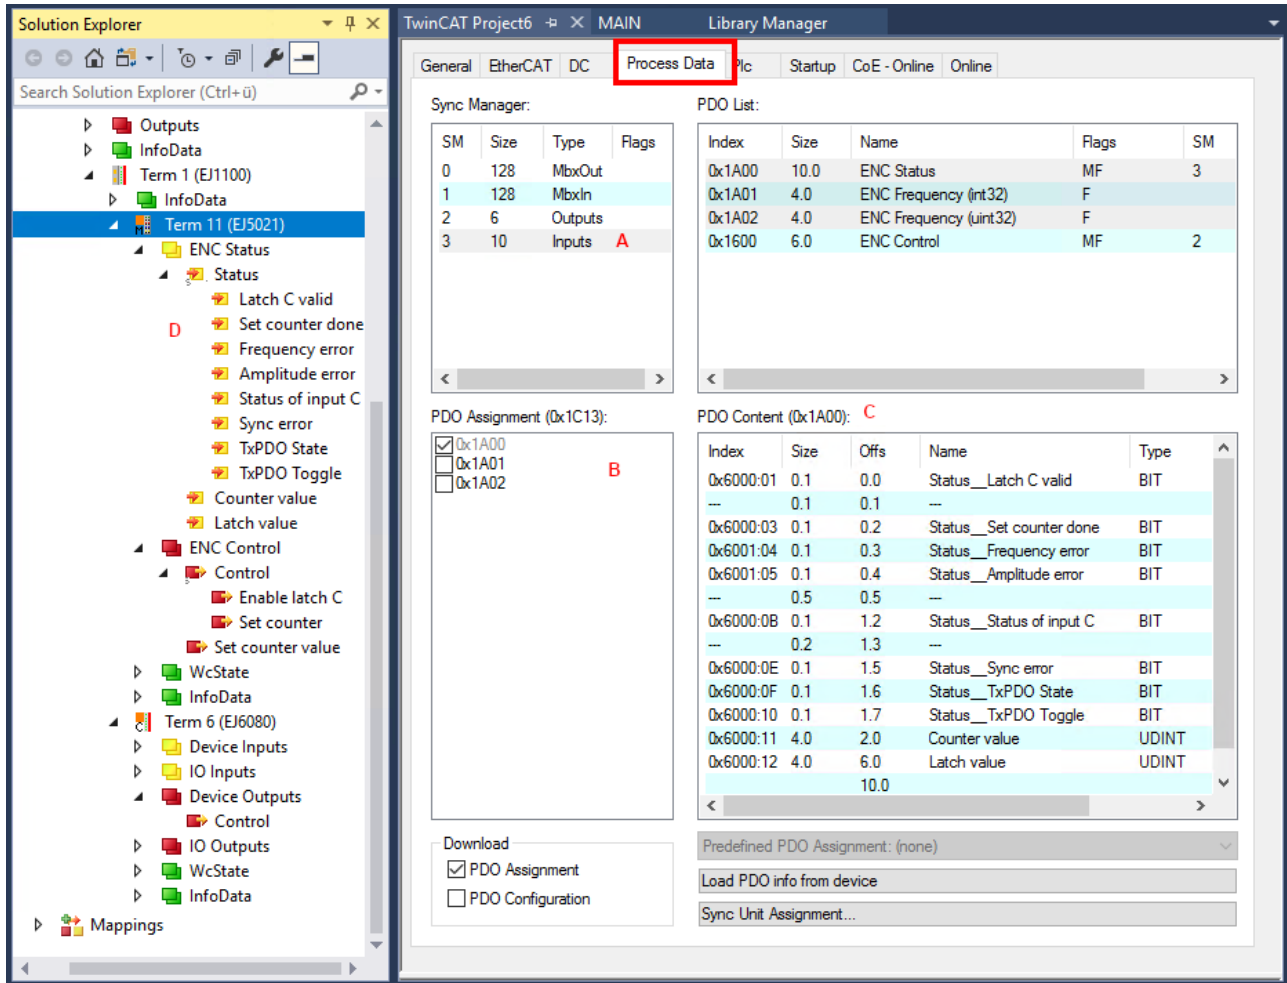 Solution Explorer
Search Solution Explorer (Ctrl+ü)
Outputs
InfoData
Term 1 (EJ1100)
InfoData
Term 11 (EJ5021)
ENC Status
Status
Latch C valid
Set counter done
D
Frequency error
Amplitude error
Status of input C
Sync error
TxPDO State
TxPDO Toggle
Counter value
Latch value
ENC Control
Control
Enable latch C
Set counter
Set counter value
WcState
InfoData
Term 6 (EJ6080)
Device Inputs
IO Inputs
Device Outputs
Control
IO Outputs
WcState
InfoData
Mappings
TwinCAT Project6 MAIN Library Manager
General EtherCAT DC Process Data Plc Startup CoE - Online Online
Sync Manager:
SM Size Type Flags
0 128 MbxOut
1 128 MbxIn
2 6 Outputs
3 10 Inputs A
PDO List:
Index Size Name Flags SM
0x1A00 10.0 ENC Status MF 3
0x1A01 4.0 ENC Frequency (int32) F
0x1A02 4.0 ENC Frequency (uint32) F
0x1600 6.0 ENC Control MF 2
PDO Assignment (0x1C13):
0x1A00
0x1A01
0x1A02
B
PDO Content (0x1A00): C
Index Size Offs Name Type
0x6000:01 0.1 0.0 Status__Latch C valid BIT
--- 0.1 0.1 ---
0x6000:03 0.1 0.2 Status__Set counter done BIT
0x6001:04 0.1 0.3 Status__Frequency error BIT
0x6001:05 0.1 0.4 Status__Amplitude error BIT
--- 0.5 0.5 ---
0x6000:0B 0.1 1.2 Status__Status of input C BIT
--- 0.2 1.3 ---
0x6000:0E 0.1 1.5 Status__Sync error BIT
0x6000:0F 0.1 1.6 Status__TxPDO State BIT
0x6000:10 0.1 1.7 Status__TxPDO Toggle BIT
0x6000:11 4.0 2.0 Counter value UDINT
0x6000:12 4.0 6.0 Latch value UDINT
10.0
Download
PDO Assignment
PDO Configuration
Predefined PDO Assignment: (none)
Load PDO info from device
Sync Unit Assignment...